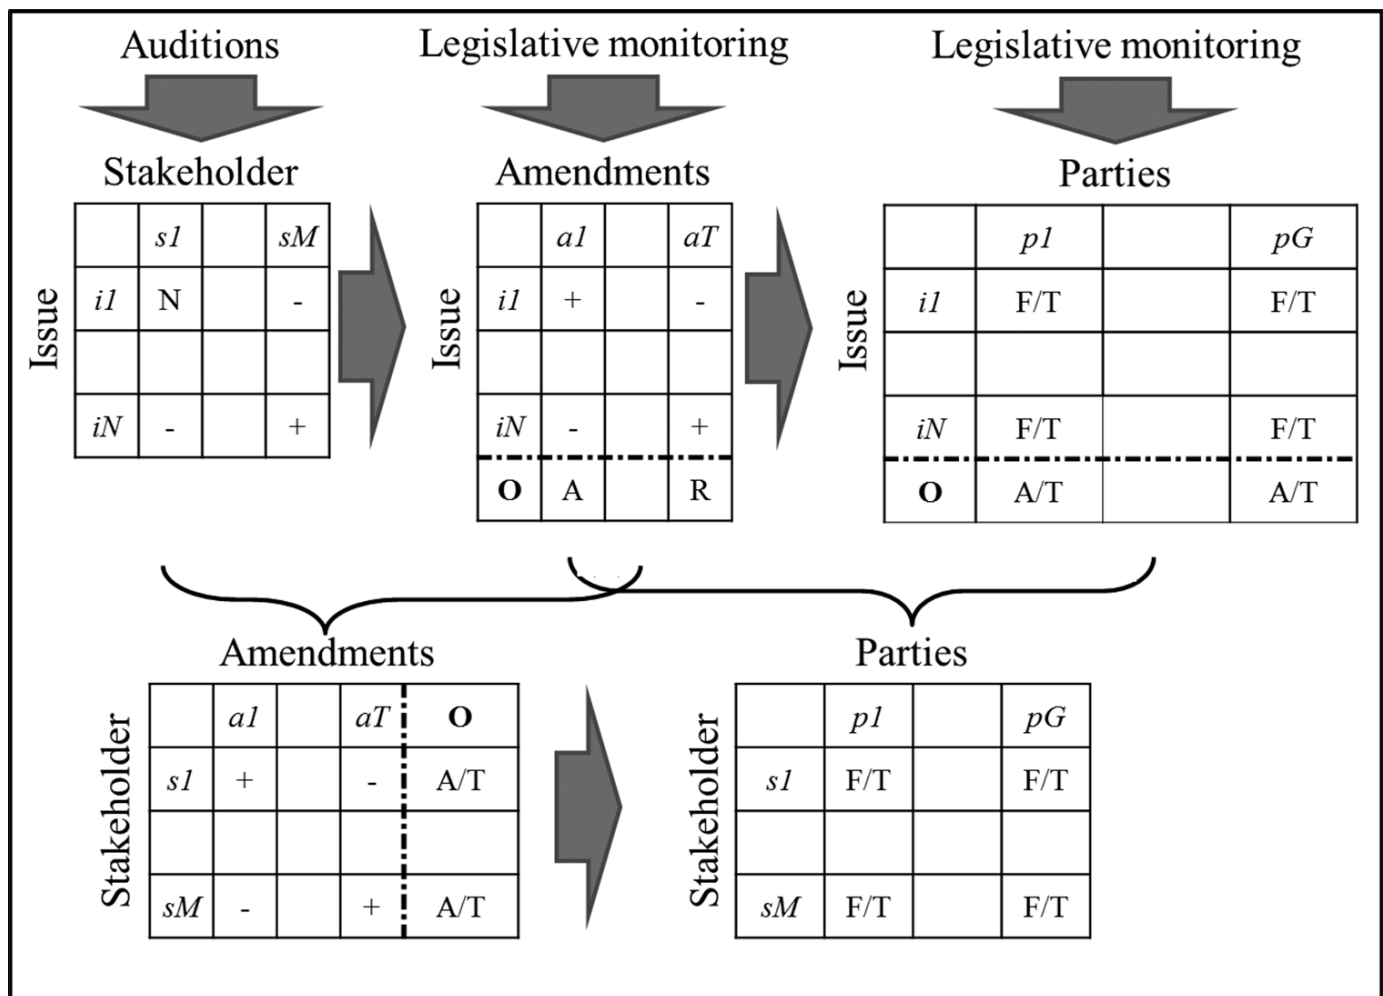 Auditions
Legislative monitoring
Legislative monitoring
Stakeholder
Amendments
Parties
Issue
s1 sM
i1 N -
iN - +
Issue
a1 aT
i1 + -
iN - +
O A R
Issue
p1 pG
i1 F/T F/T
iN F/T F/T
O A/T A/T
Amendments
Parties
Stakeholder
a1 aT O
s1 + - A/T
sM - + A/T
Stakeholder
p1 pG
s1 F/T F/T
sM F/T F/T